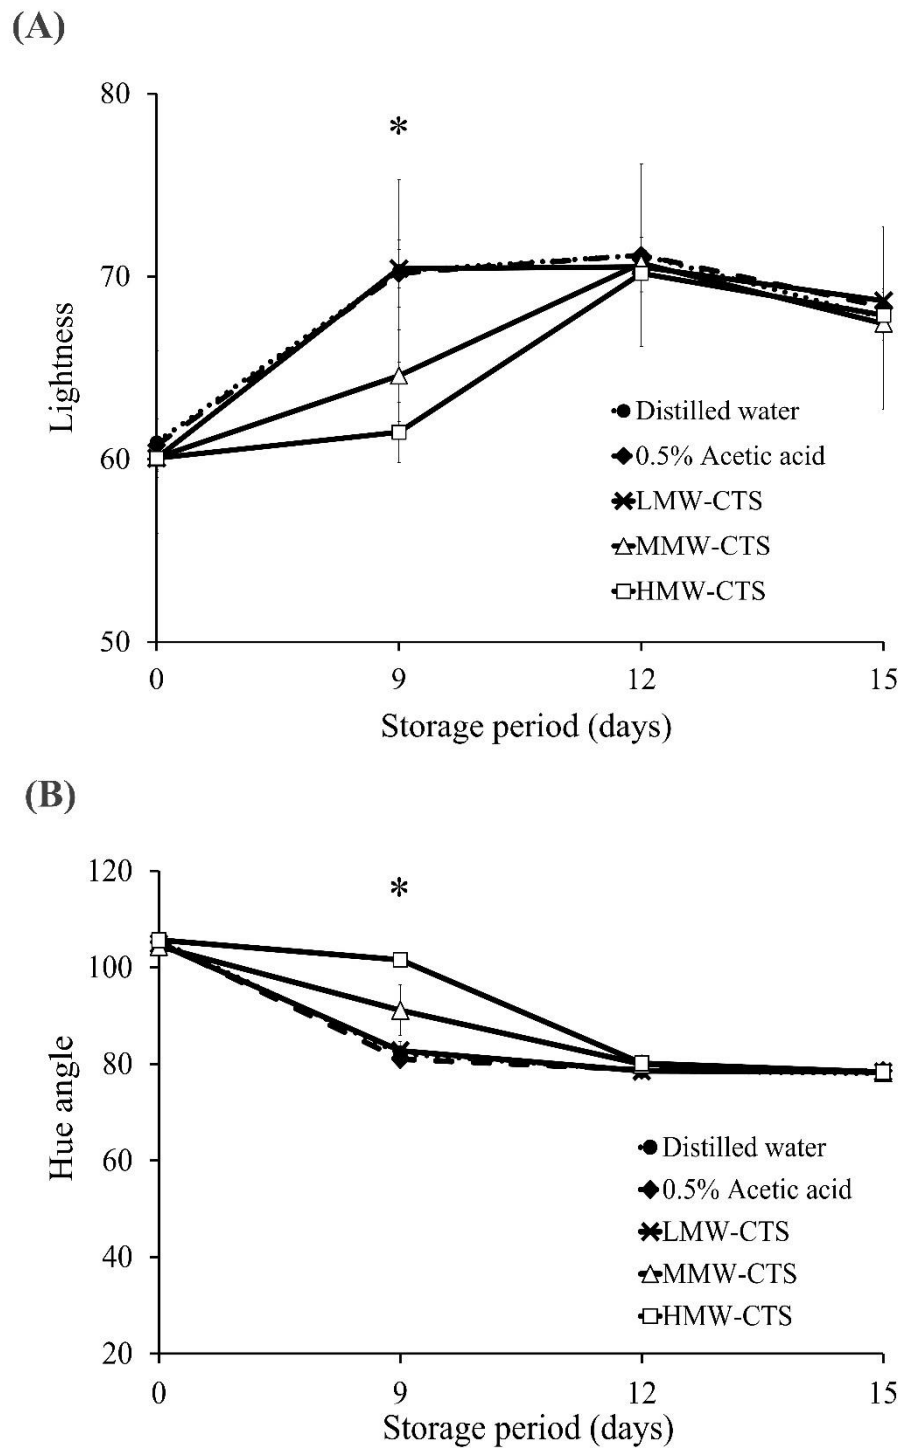 (A)
80
*
70
Lightness
60
50
Distilled water
0.5% Acetic acid
LMW-CTS
MMW-CTS
HMW-CTS
0 9 12 15
Storage period (days)
(B)
120
*
100
80
Hue angle
60
40
20
Distilled water
0.5% Acetic acid
LMW-CTS
MMW-CTS
HMW-CTS
0 9 12 15
Storage period (days)